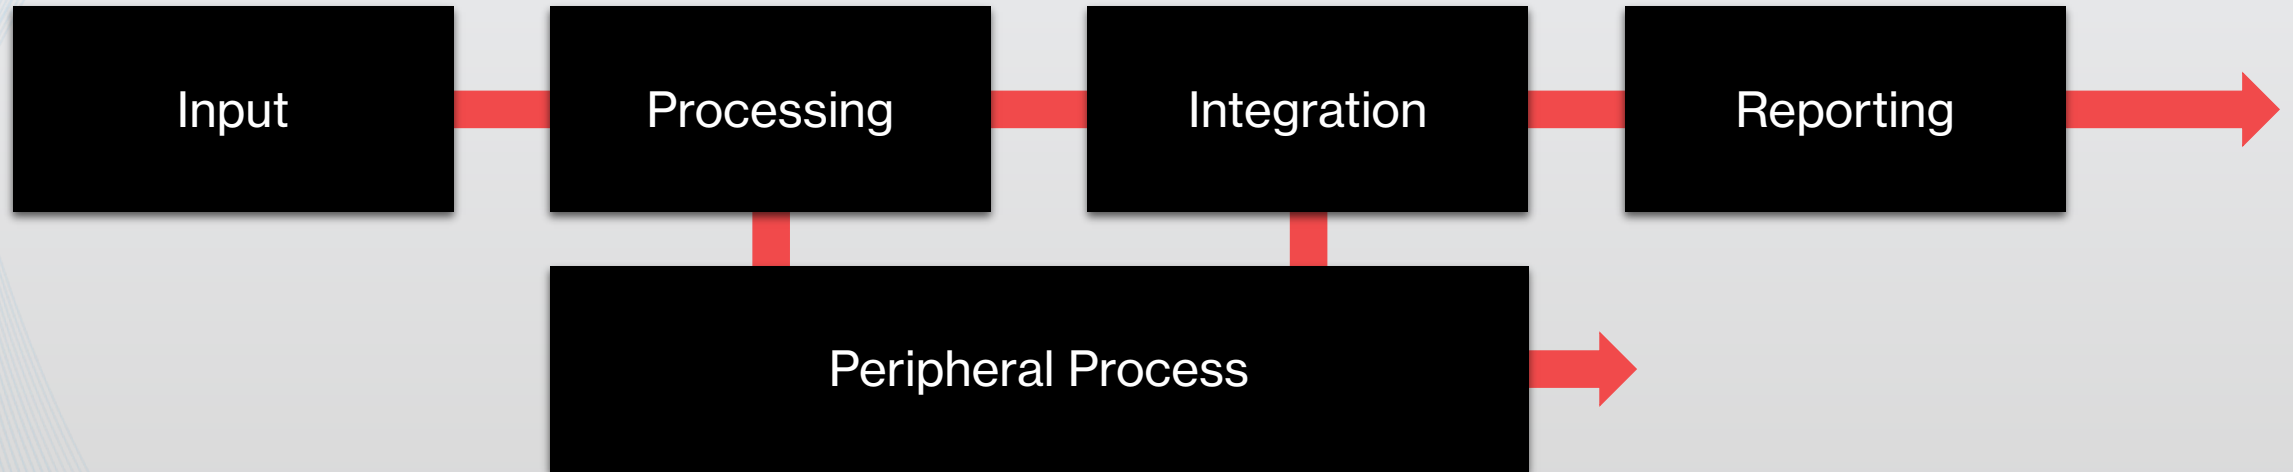 Input
Processing
Integration
Reporting
Peripheral Process